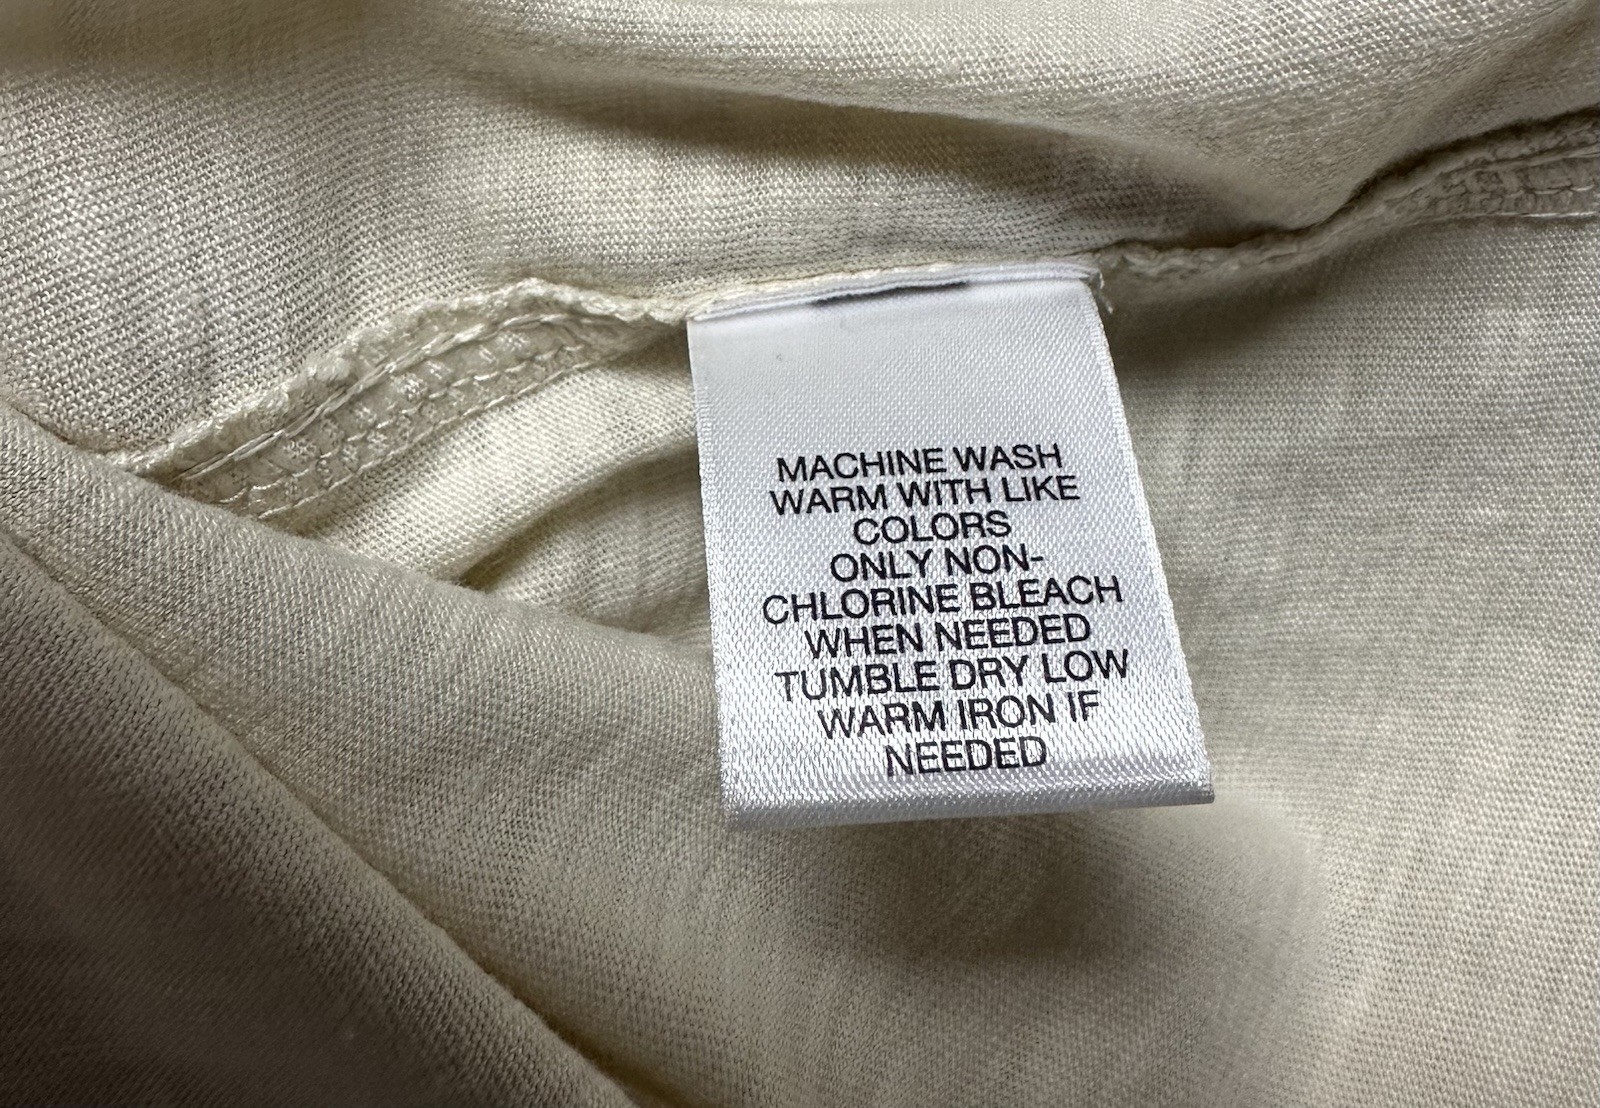 MACHINE WASH
WARM WITH LIKE
COLORS
ONLY NON-
CHLORINE BLEACH
WHEN NEEDED
TUMBLE DRY LOW
WARM IRON IF
NEEDED